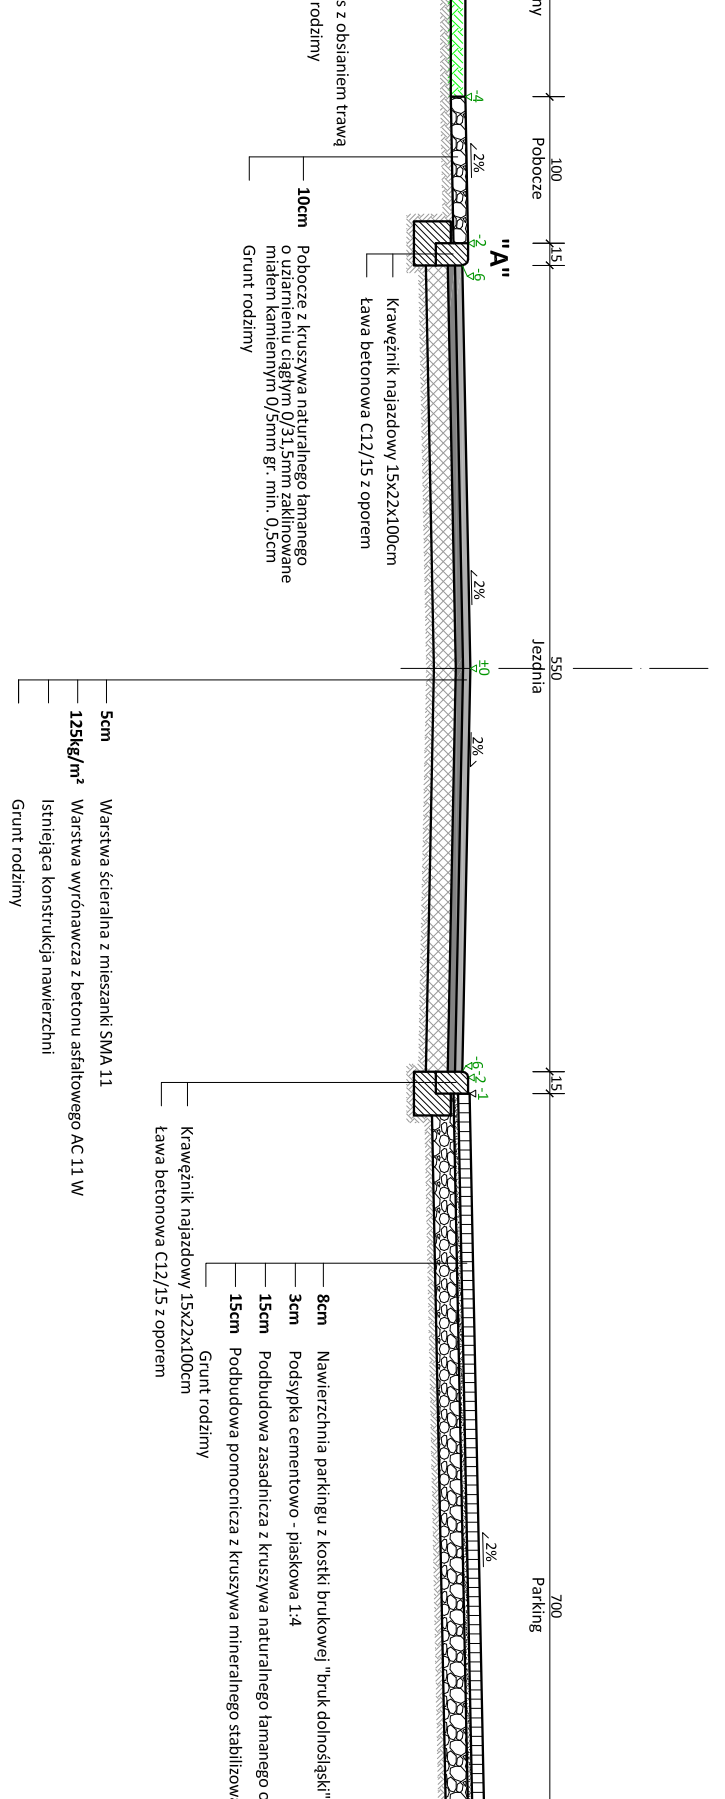 ny
100
Pobocze
15
550
Jezdnia
15
700
Parking
-4
2%
-2
"A"
-6
2%
±0
2%
-6
-2
-1
2%
s z obsianiem trawą
rodzimy
10cm Pobocze z kruszywa naturalnego łamanego
o uziarnieniu ciągłym 0/31,5mm zaklinowane
miałem kamiennym 0/5mm gr. min. 0,5cm
Grunt rodzimy
Krawężnik najazdowy 15x22x100cm
Ława betonowa C12/15 z oporem
5cm Warstwa ścieralna z mieszanki SMA 11
125kg/m² Warstwa wyrónawcza z betonu asfaltowego AC 11 W
Istniejąca konstrukcja nawierzchni
Grunt rodzimy
Krawężnik najazdowy 15x22x100cm
Ława betonowa C12/15 z oporem
8cm Nawierzchnia parkingu z kostki brukowej "bruk dolnośląski"
3cm Podsypka cementowo - piaskowa 1:4
15cm Podbudowa zasadnicza z kruszywa naturalnego łamanego o
15cm Podbudowa pomocnicza z kruszywa mineralnego stabilizowa
Grunt rodzimy